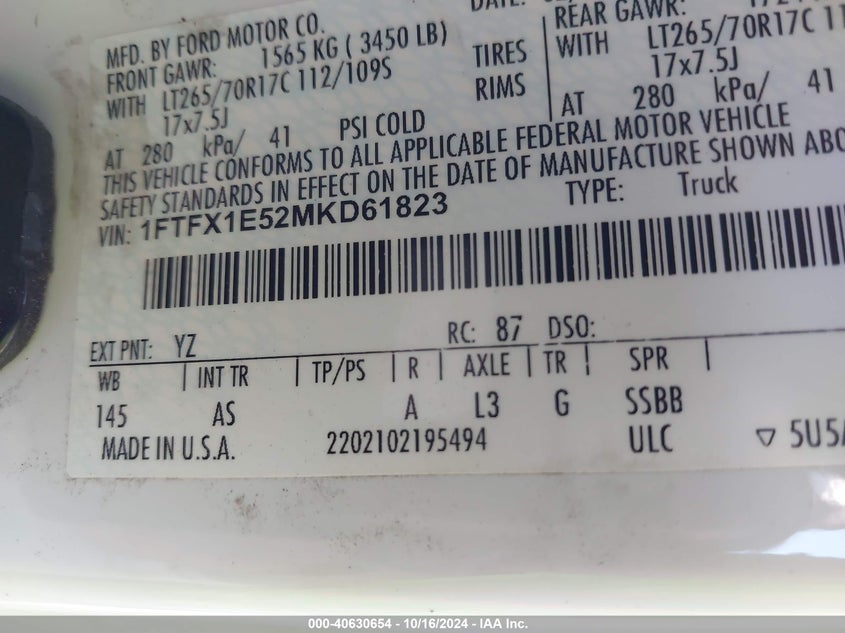 MFD. BY FORD MOTOR CO.
FRONT GAWR: 1565 KG ( 3450 LB)
WITH LT265/70R17C 112/109S TIRES
17x7.5J RIMS
AT 280 kPa/ 41 PSI COLD
REAR GAWR:
WITH LT265/70R17C
17x7.5J
AT 280 kPa/ 41
THIS VEHICLE CONFORMS TO ALL APPLICABLE FEDERAL MOTOR VEHICLE
SAFETY STANDARDS IN EFFECT ON THE DATE OF MANUFACTURE SHOWN
VIN: 1FTFX1E52MKD61823 TYPE: Truck
EXT PNT: YZ RC: 87 DSO:
WB | INT TR | TP/PS | R | AXLE | TR | SPR |
145 AS A L3 G SSBB
MADE IN U.S.A. 2202102195494 ULC ▽
000-40630654 - 10/16/2024 - IAA Inc.